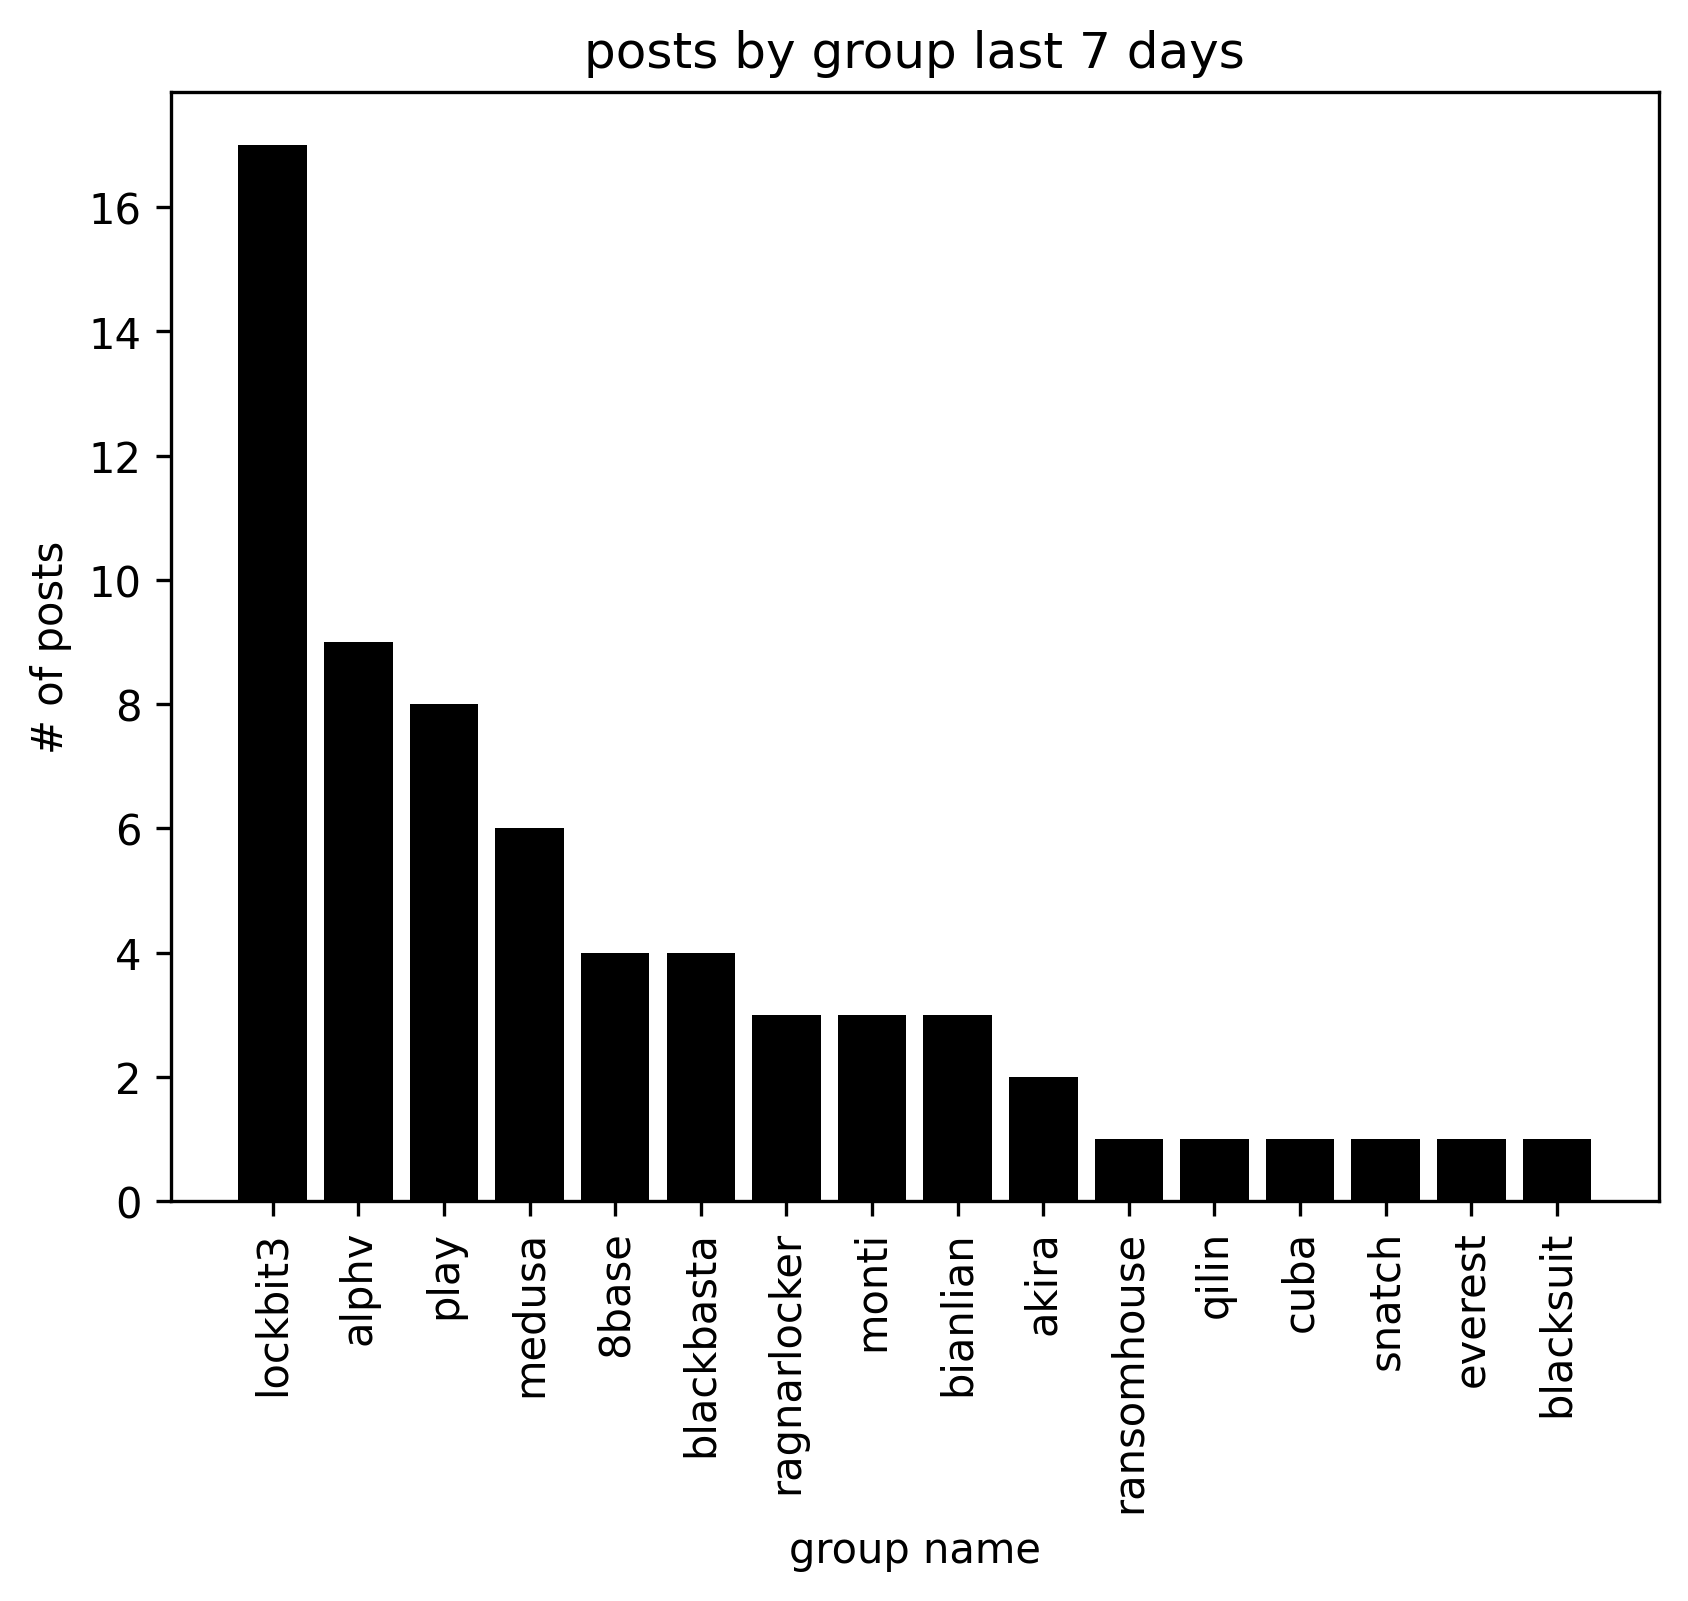 posts by group last 7 days
# of posts
16
14
12
10
8
6
4
2
0
lockbit3
alphv
play
medusa
8base
blackbasta
ragnarlocker
monti
bianlian
akira
ransomhouse
qilin
cuba
snatch
everest
blacksuit
group name